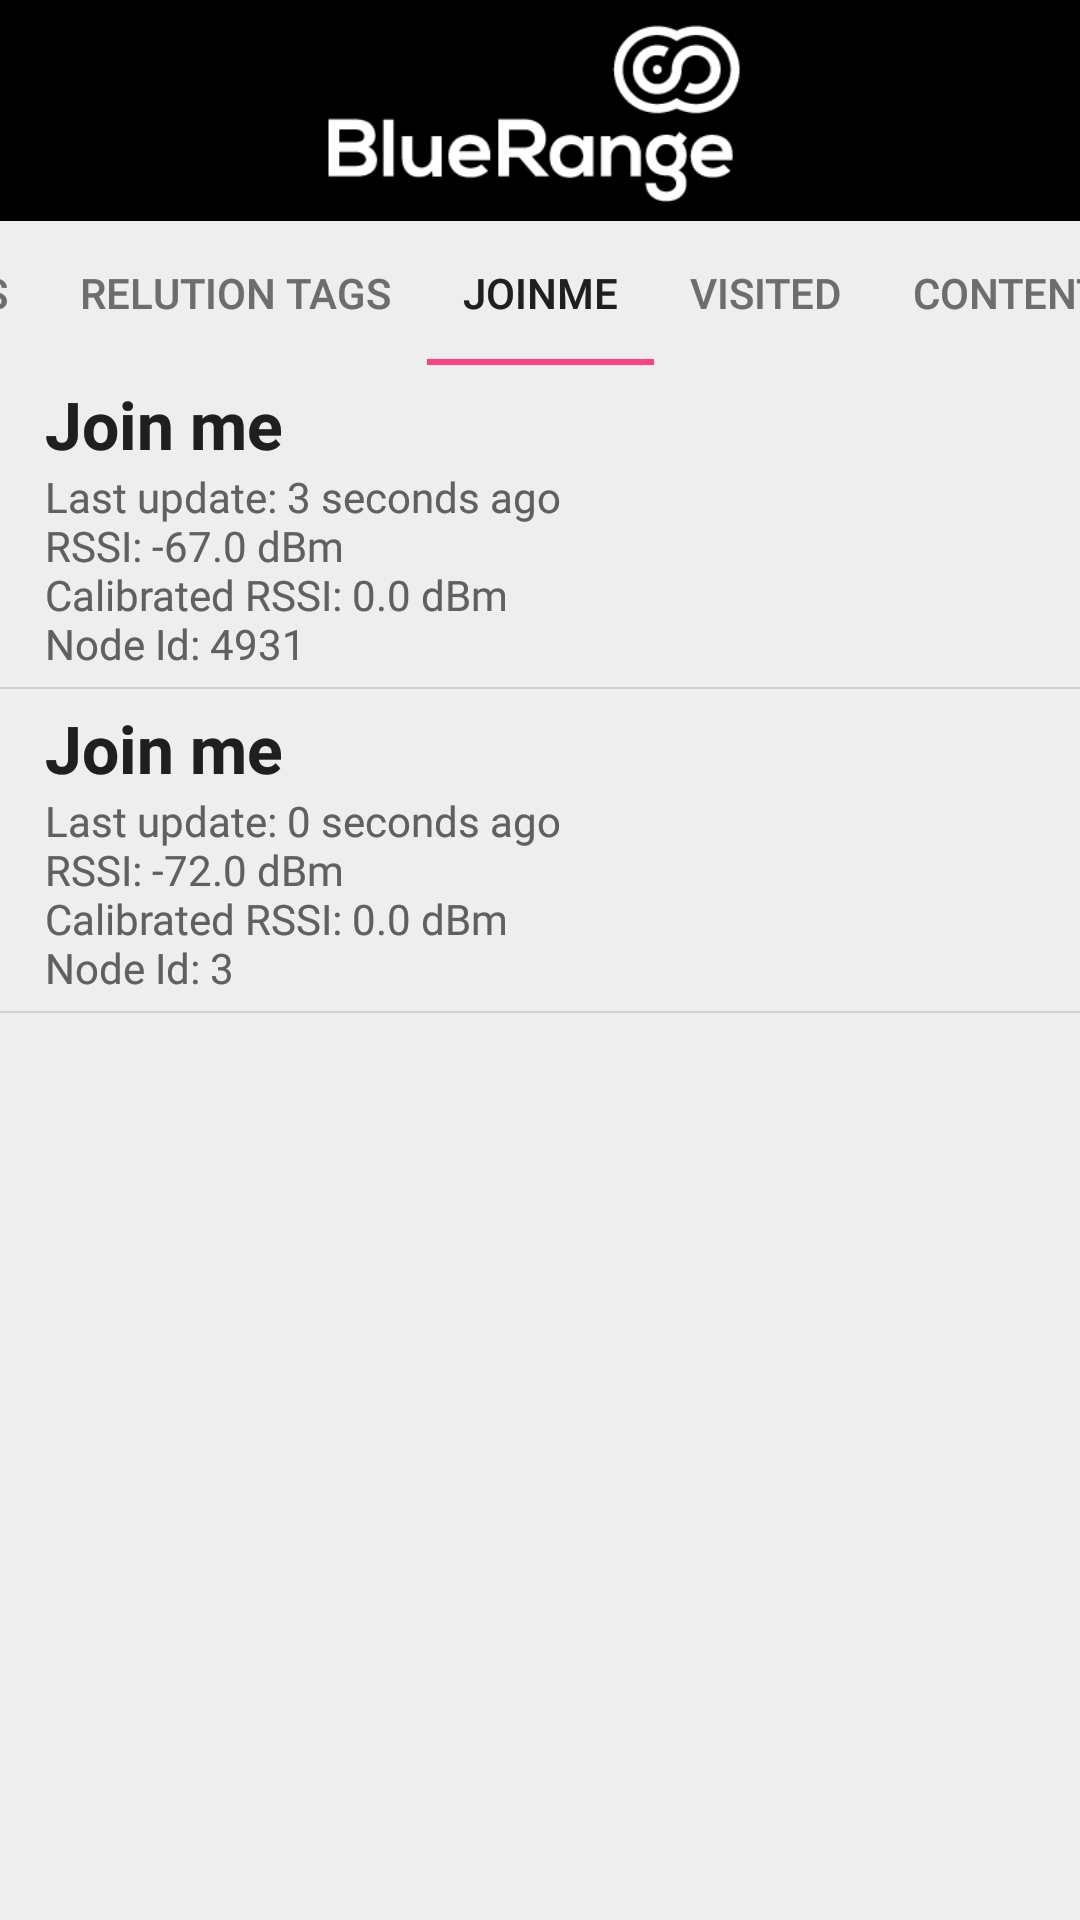 BlueRange
S RELUTION TAGS JOINME VISITED CONTENT
Join me
Last update: 3 seconds ago
RSSI: -67.0 dBm
Calibrated RSSI: 0.0 dBm
Node Id: 4931
Join me
Last update: 0 seconds ago
RSSI: -72.0 dBm
Calibrated RSSI: 0.0 dBm
Node Id: 3